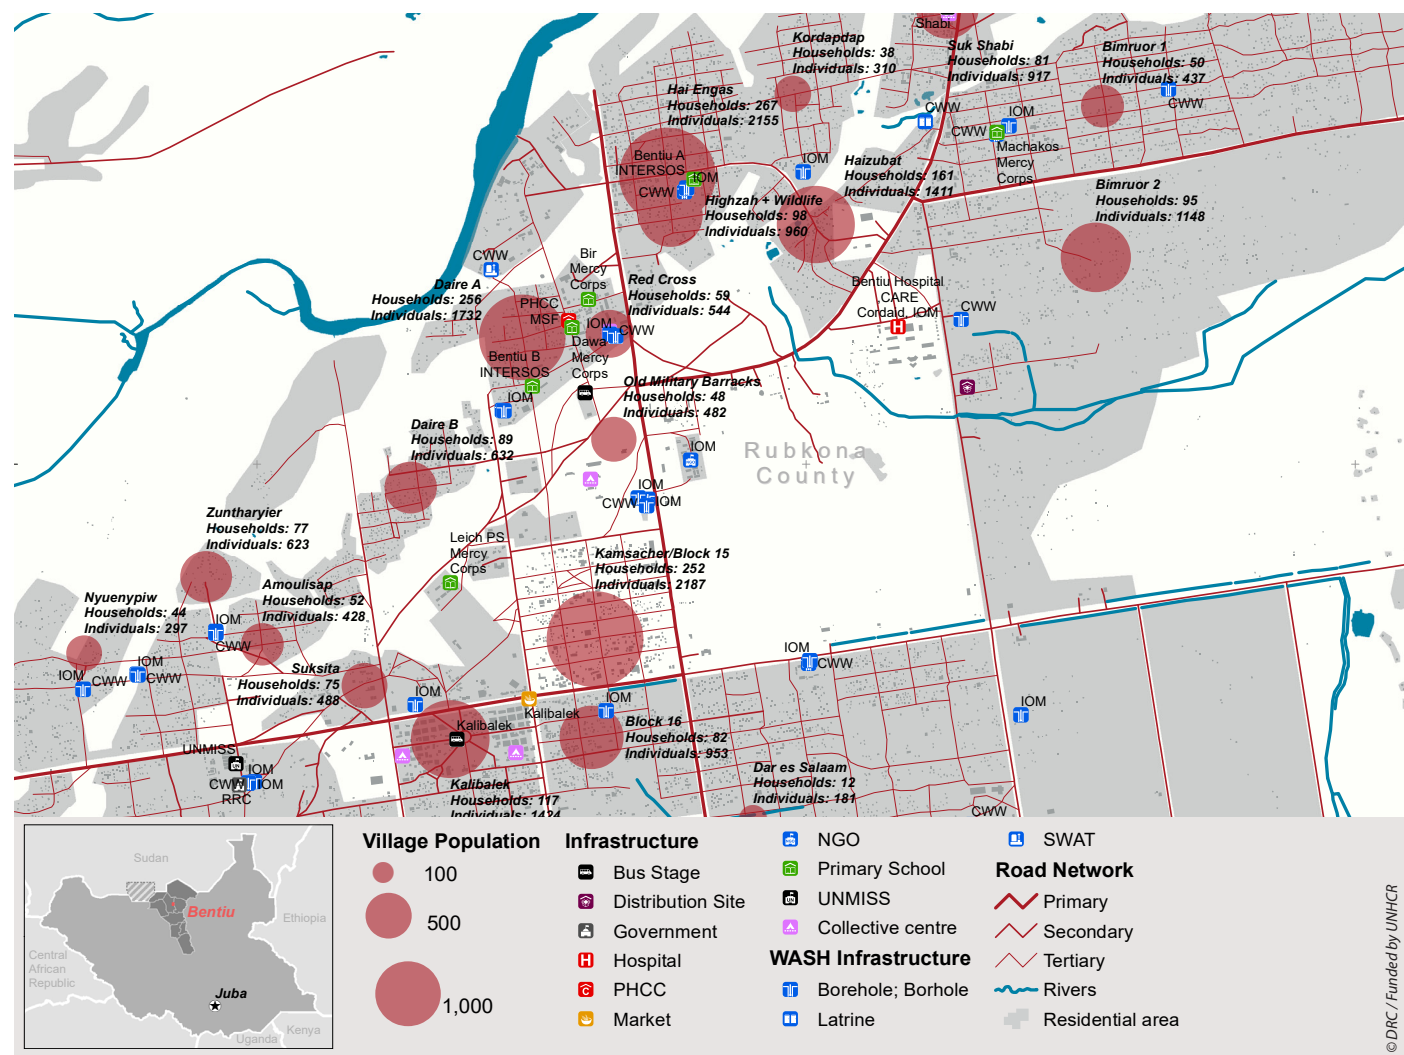 Shabi
Kordapdap
Households: 38
Individuals: 310
Suk Shabi
Households: 81
Individuals: 917
Bimruor 1
Households: 50
Individuals: 437
CWW
Hai Engas
Households: 267
Individuals: 2155
CWW
IOM
CWW
Machakos
Mercy
Corps
Bentiu A
INTERSOS
IOM
CWW
IOM
Haizubat
Households: 161
Individuals: 1411
Highzah + Wildlife
Households: 98
Individuals: 960
Bimruor 2
Households: 95
Individuals: 1148
CWW
Bir
Mercy
Corps
Daire A
Households: 256
Individuals: 1732
Red Cross
Households: 59
Individuals: 544
Bentiu Hospital
CARE
Cordaid, IOM
CWW
PHCC
MSF
IOM
CWW
Dawa
Mercy
Corps
Bentiu B
INTERSOS
IOM
Old Military Barracks
Households: 48
Individuals: 482
Daire B
Households: 89
Individuals: 632
IOM
Rubkona
County
IOM
CWW
IOM
Zuntharyier
Households: 77
Individuals: 623
Leich PS
Mercy
Corps
Kamsacher/Block 15
Households: 252
Individuals: 2187
Amoulisap
Households: 52
Individuals: 428
Nyuenypiw
Households: 44
Individuals: 297
IOM
CWW
IOM
CWW
IOM
CWW
Suksita
Households: 75
Individuals: 488
IOM
IOM
CWW
IOM
IOM
Kalibalek
Kalibalek
Block 16
Households: 82
Individuals: 953
UNMISS
IOM
CWW
IOM
RRC
Kalibalek
Households: 117
Individuals: 1424
Dar es Salaam
Households: 12
Individuals: 181
CWW
Sudan
Ethiopia
Bentiu
Central
African
Republic
Juba
Kenya
Uganda
Village Population
100
500
1,000
Infrastructure
Bus Stage
Distribution Site
Government
Hospital
PHCC
Market
NGO
Primary School
UNMISS
Collective centre
WASH Infrastructure
Borehole; Borhole
Latrine
SWAT
Road Network
Primary
Secondary
Tertiary
Rivers
Residential area
© DRC / Funded by UNHCR